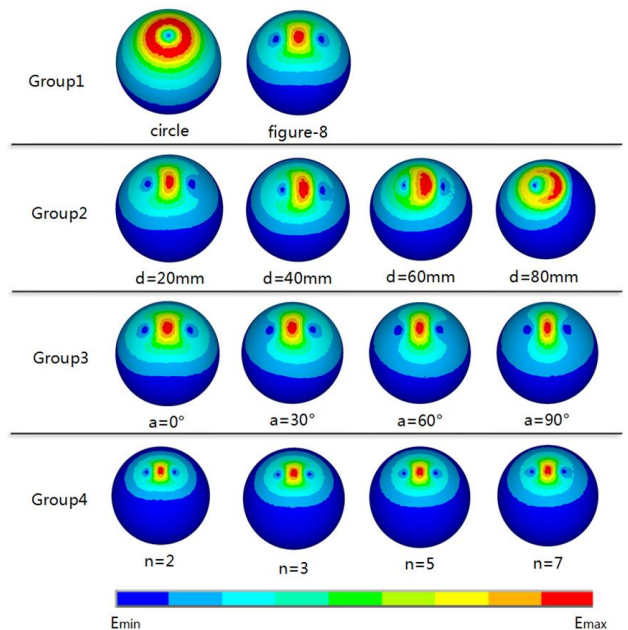 Group1
circle figure-8
Group2
d=20mm d=40mm d=60mm d=80mm
Group3
a=0° a=30° a=60° a=90°
Group4
n=2 n=3 n=5 n=7
Emin Emax